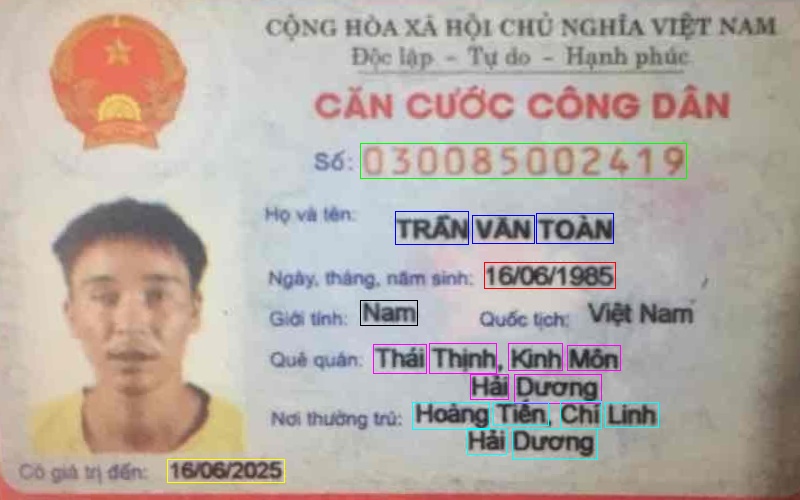 CỘNG HÒA XÃ HỘI CHỦ NGHĨA VIỆT NAM
Độc lập - Tự do - Hạnh phúc
CĂN CƯỚC CÔNG DÂN
Số: 030085002419
Họ và tên: TRẦN VĂN TOÀN
Ngày, tháng, năm sinh: 16/06/1985
Giới tính: Nam Quốc tịch: Việt Nam
Quê quán: Thái Thịnh, Kinh Môn
Hải Dương
Nơi thường trú: Hoàng Tiến, Chí Linh
Hải Dương
Có giá trị đến: 16/06/2025